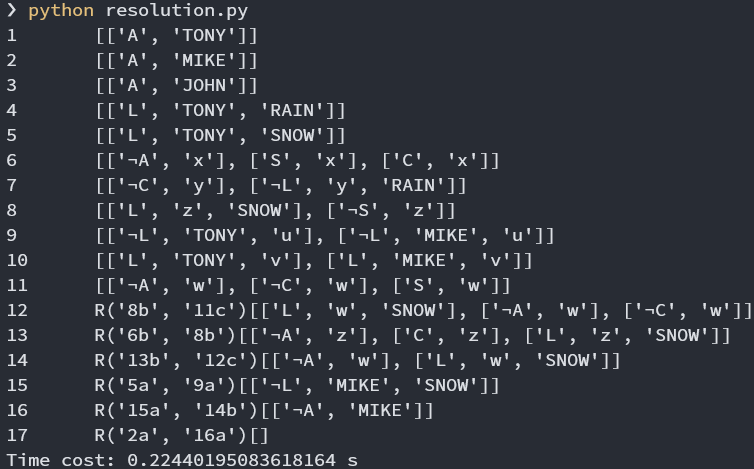 ❯ python resolution.py
1 [['A', 'TONY']]
2 [['A', 'MIKE']]
3 [['A', 'JOHN']]
4 [['L', 'TONY', 'RAIN']]
5 [['L', 'TONY', 'SNOW']]
6 [['¬A', 'x'], ['S', 'x'], ['C', 'x']]
7 [['¬C', 'y'], ['¬L', 'y', 'RAIN']]
8 [['L', 'z', 'SNOW'], ['¬S', 'z']]
9 [['¬L', 'TONY', 'u'], ['¬L', 'MIKE', 'u']]
10 [['L', 'TONY', 'v'], ['L', 'MIKE', 'v']]
11 [['¬A', 'w'], ['¬C', 'w'], ['S', 'w']]
12 R('8b', '11c')[['L', 'w', 'SNOW'], ['¬A', 'w'], ['¬C', 'w']]
13 R('6b', '8b')[['¬A', 'z'], ['C', 'z'], ['L', 'z', 'SNOW']]
14 R('13b', '12c')[['¬A', 'w'], ['L', 'w', 'SNOW']]
15 R('5a', '9a')[['¬L', 'MIKE', 'SNOW']]
16 R('15a', '14b')[['¬A', 'MIKE']]
17 R('2a', '16a')[]
Time cost: 0.22440195083618164 s